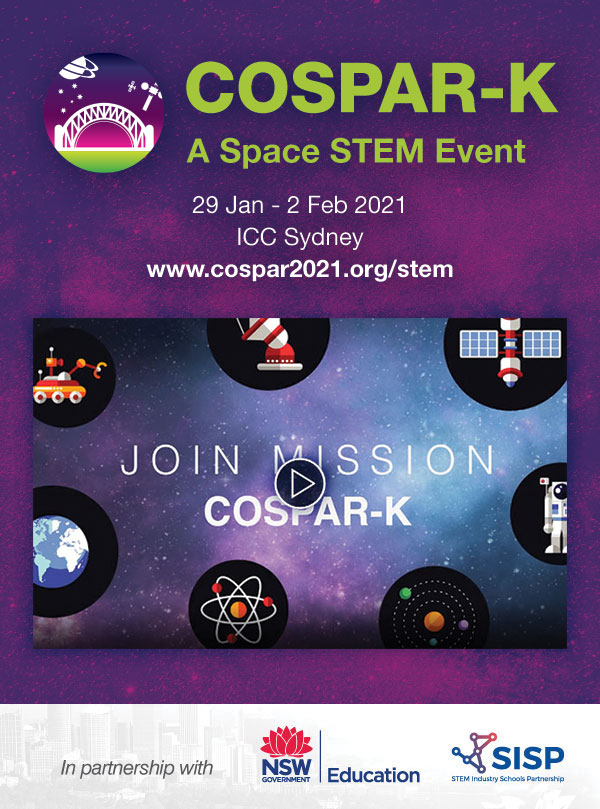 COSPAR-K
A Space STEM Event
29 Jan - 2 Feb 2021
ICC Sydney
www.cospar2021.org/stem
JOIN MISSION
COSPAR-K
In partnership with
NSW
GOVERNMENT
Education
SISP
STEM Industry Schools Partnership